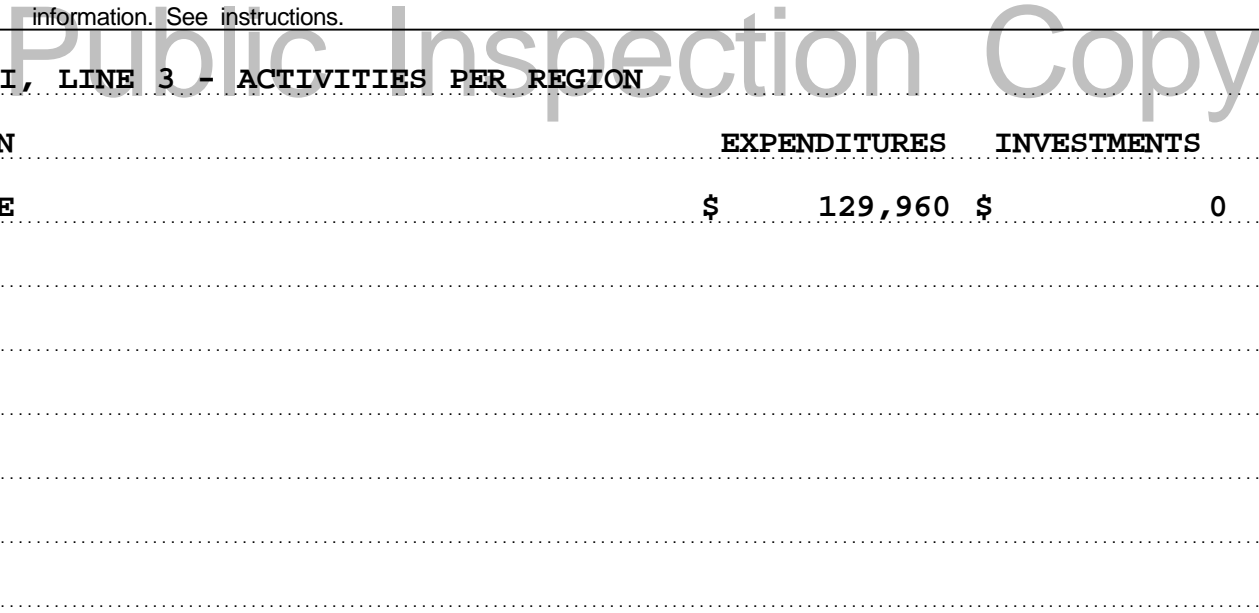 information. See instructions.
Public Inspection Copy
I, LINE 3 - ACTIVITIES PER REGION
N EXPENDITURES INVESTMENTS
E $ 129,960 $ 0